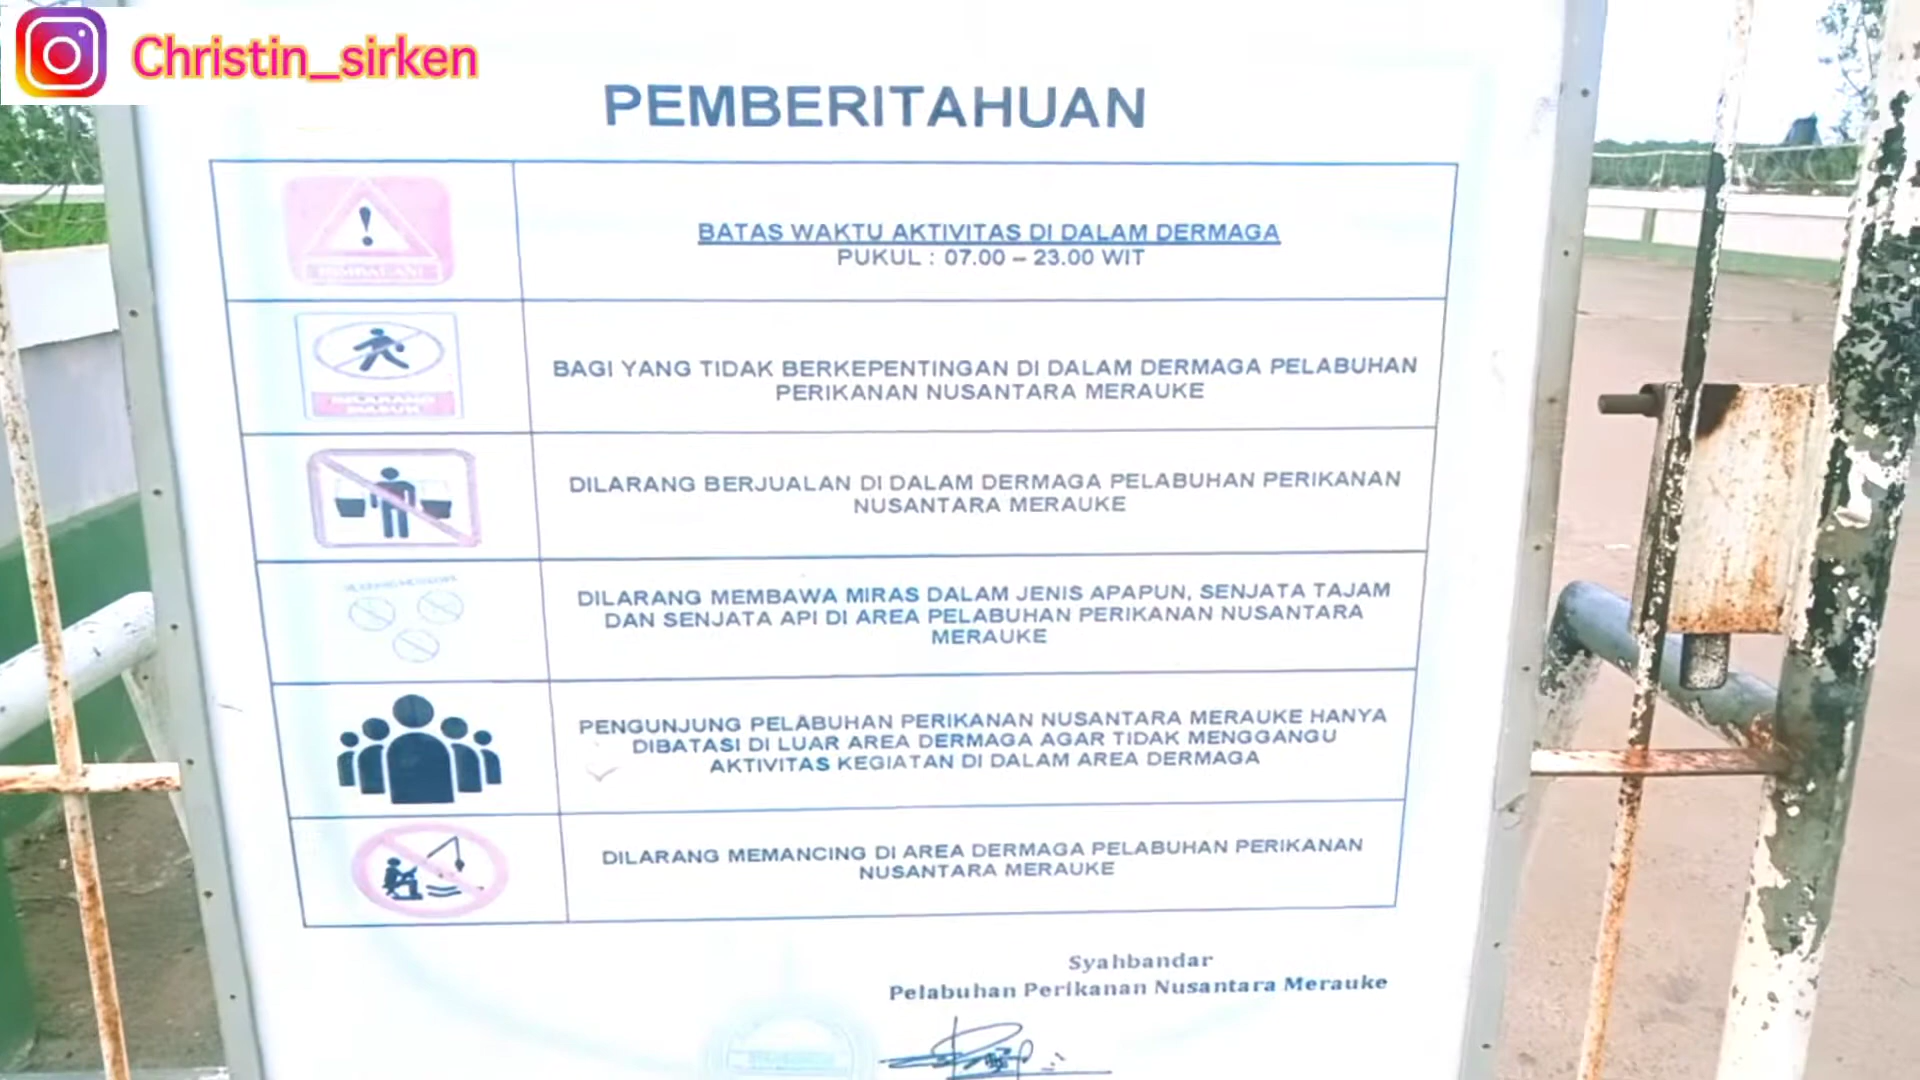 Christin_sirken
PEMBERITAHUAN
BATAS WAKTU AKTIVITAS DI DALAM DERMAGA
PUKUL : 07.00 – 23.00 WIT
BAGI YANG TIDAK BERKEPENTINGAN DI DALAM DERMAGA PELABUHAN
PERIKANAN NUSANTARA MERAUKE
DILARANG BERJUALAN DI DALAM DERMAGA PELABUHAN PERIKANAN
NUSANTARA MERAUKE
DILARANG MEMBAWA MIRAS DALAM JENIS APAPUN, SENJATA TAJAM
DAN SENJATA API DI AREA PELABUHAN PERIKANAN NUSANTARA
MERAUKE
PENGUNJUNG PELABUHAN PERIKANAN NUSANTARA MERAUKE HANYA
DIBATASI DI LUAR AREA DERMAGA AGAR TIDAK MENGGANGU
AKTIVITAS KEGIATAN DI DALAM AREA DERMAGA
DILARANG MEMANCING DI AREA DERMAGA PELABUHAN PERIKANAN
NUSANTARA MERAUKE
Syahbandar
Pelabuhan Perikanan Nusantara Merauke